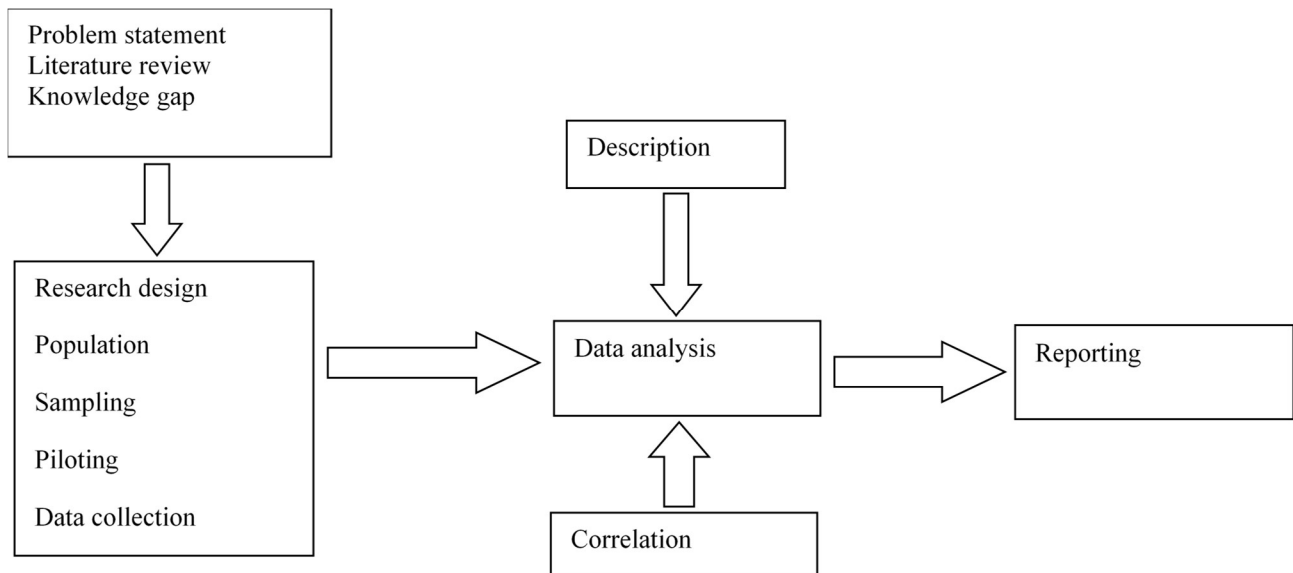 Problem statement
Literature review
Knowledge gap
Description
Research design
Population
Sampling
Piloting
Data collection
Data analysis
Reporting
Correlation